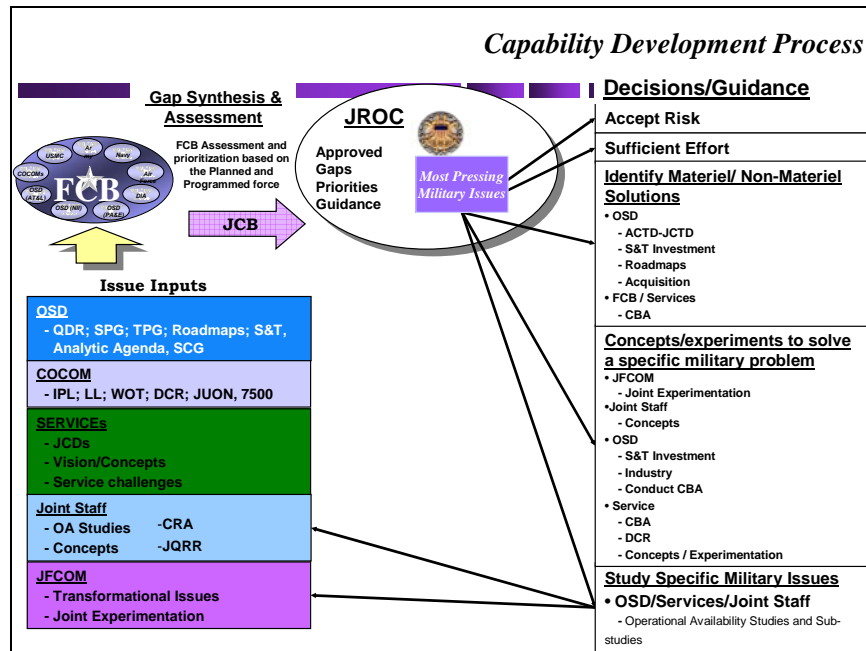 Capability Development Process
Gap Synthesis &
Assessment
FCB Assessment and
prioritization based on
the Planned and
Programmed force
USMC
Navy
COCOMs
Air
OSD
(AT&L)
FCB
DIA
OSD (NII)
OSD
(PA&E)
JCB
JROC
Approved
Gaps
Priorities
Guidance
Most Pressing
Military Issues
Issue Inputs
OSD
- QDR; SPG; TPG; Roadmaps; S&T,
Analytic Agenda, SCG
COCOM
- IPL; LL; WOT; DCR; JUON, 7500
SERVICEs
- JCDs
- Vision/Concepts
- Service challenges
Joint Staff
- OA Studies -CRA
- Concepts -JQRR
JFCOM
- Transformational Issues
- Joint Experimentation
Decisions/Guidance
Accept Risk
Sufficient Effort
Identify Materiel/ Non-Materiel
Solutions
• OSD
- ACTD-JCTD
- S&T Investment
- Roadmaps
- Acquisition
• FCB / Services
- CBA
Concepts/experiments to solve
a specific military problem
• JFCOM
- Joint Experimentation
•Joint Staff
- Concepts
• OSD
- S&T Investment
- Industry
- Conduct CBA
• Service
- CBA
- DCR
- Concepts / Experimentation
Study Specific Military Issues
• OSD/Services/Joint Staff
- Operational Availability Studies and Sub-
studies